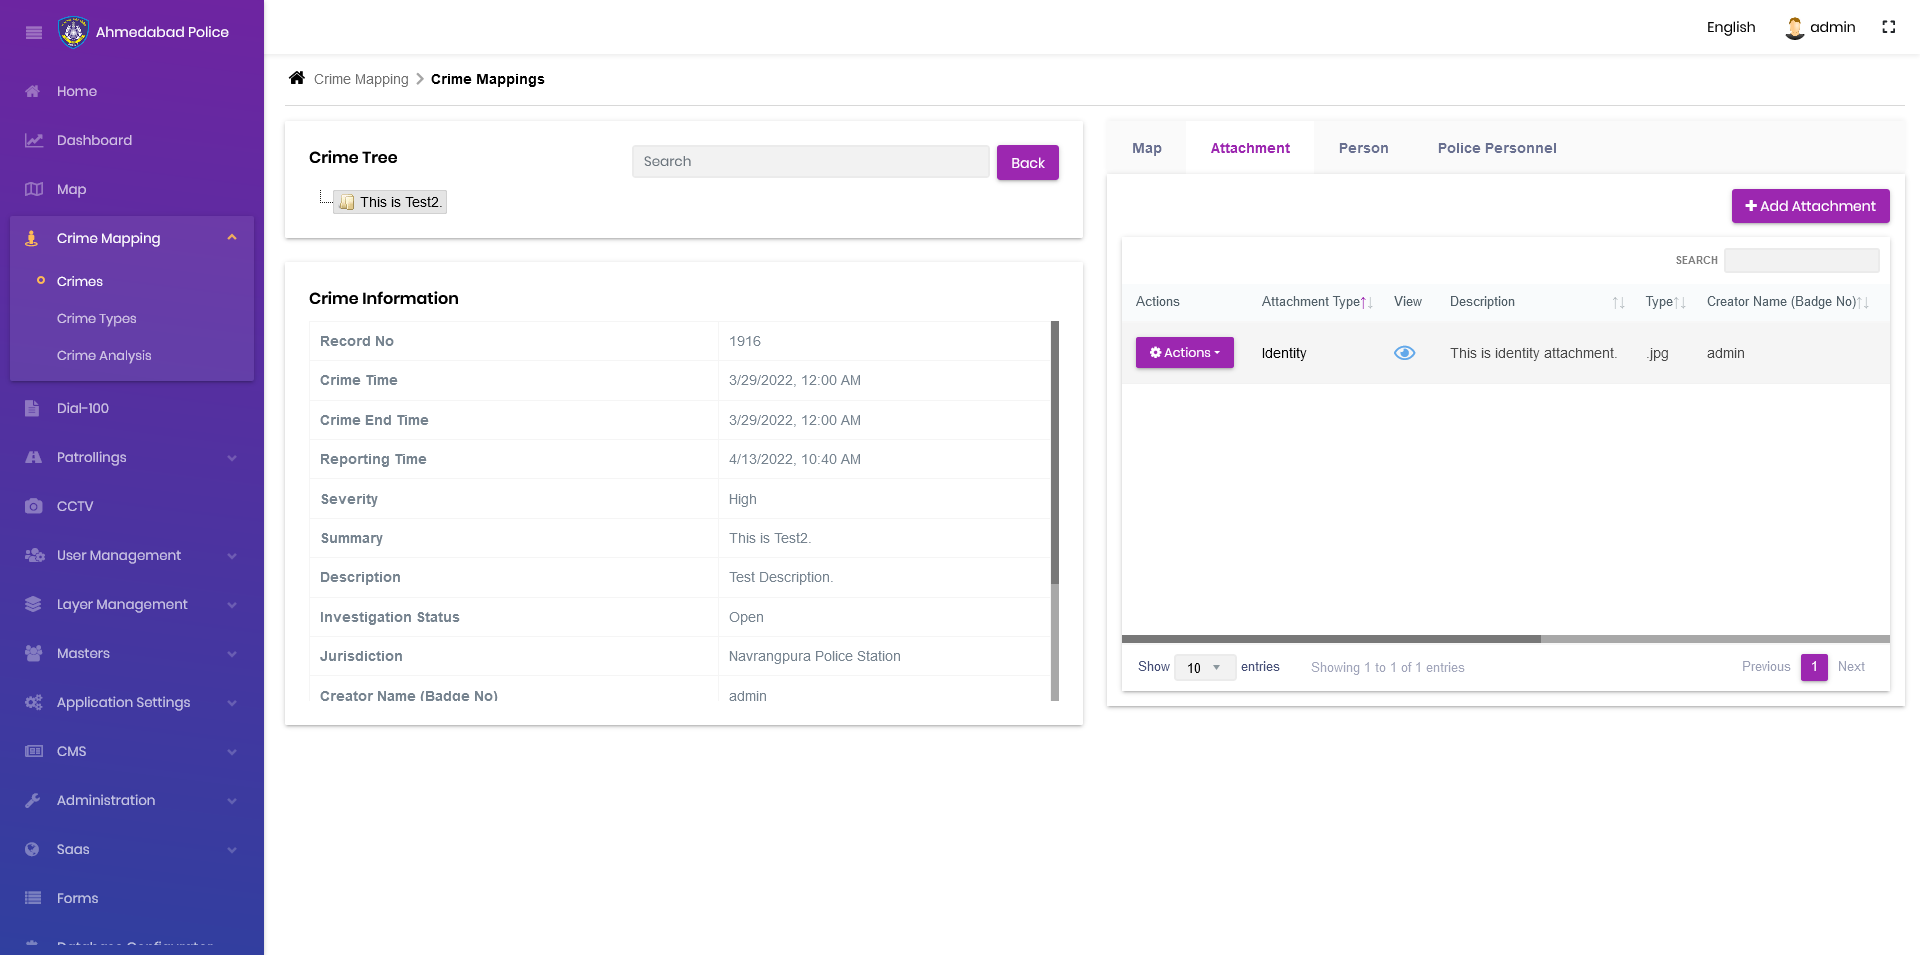 Ahmedabad Police
English
admin
Home
Dashboard
Map
Crime Mapping
Crimes
Crime Types
Crime Analysis
Dial-100
Patrollings
CCTV
User Management
Layer Management
Masters
Application Settings
CMS
Administration
Saas
Forms
Database Configurator
Crime Mapping
Crime Mappings
Crime Tree
Search
Back
This is Test2.
Crime Information
Record No 1916
Crime Time 3/29/2022, 12:00 AM
Crime End Time 3/29/2022, 12:00 AM
Reporting Time 4/13/2022, 10:40 AM
Severity High
Summary This is Test2.
Description Test Description.
Investigation Status Open
Jurisdiction Navrangpura Police Station
Creator Name (Badge No) admin
Map Attachment Person Police Personnel
Add Attachment
SEARCH
Actions Attachment Type View Description Type Creator Name (Badge No)
Actions Identity This is identity attachment. .jpg admin
Show 10 entries Showing 1 to 1 of 1 entries Previous 1 Next